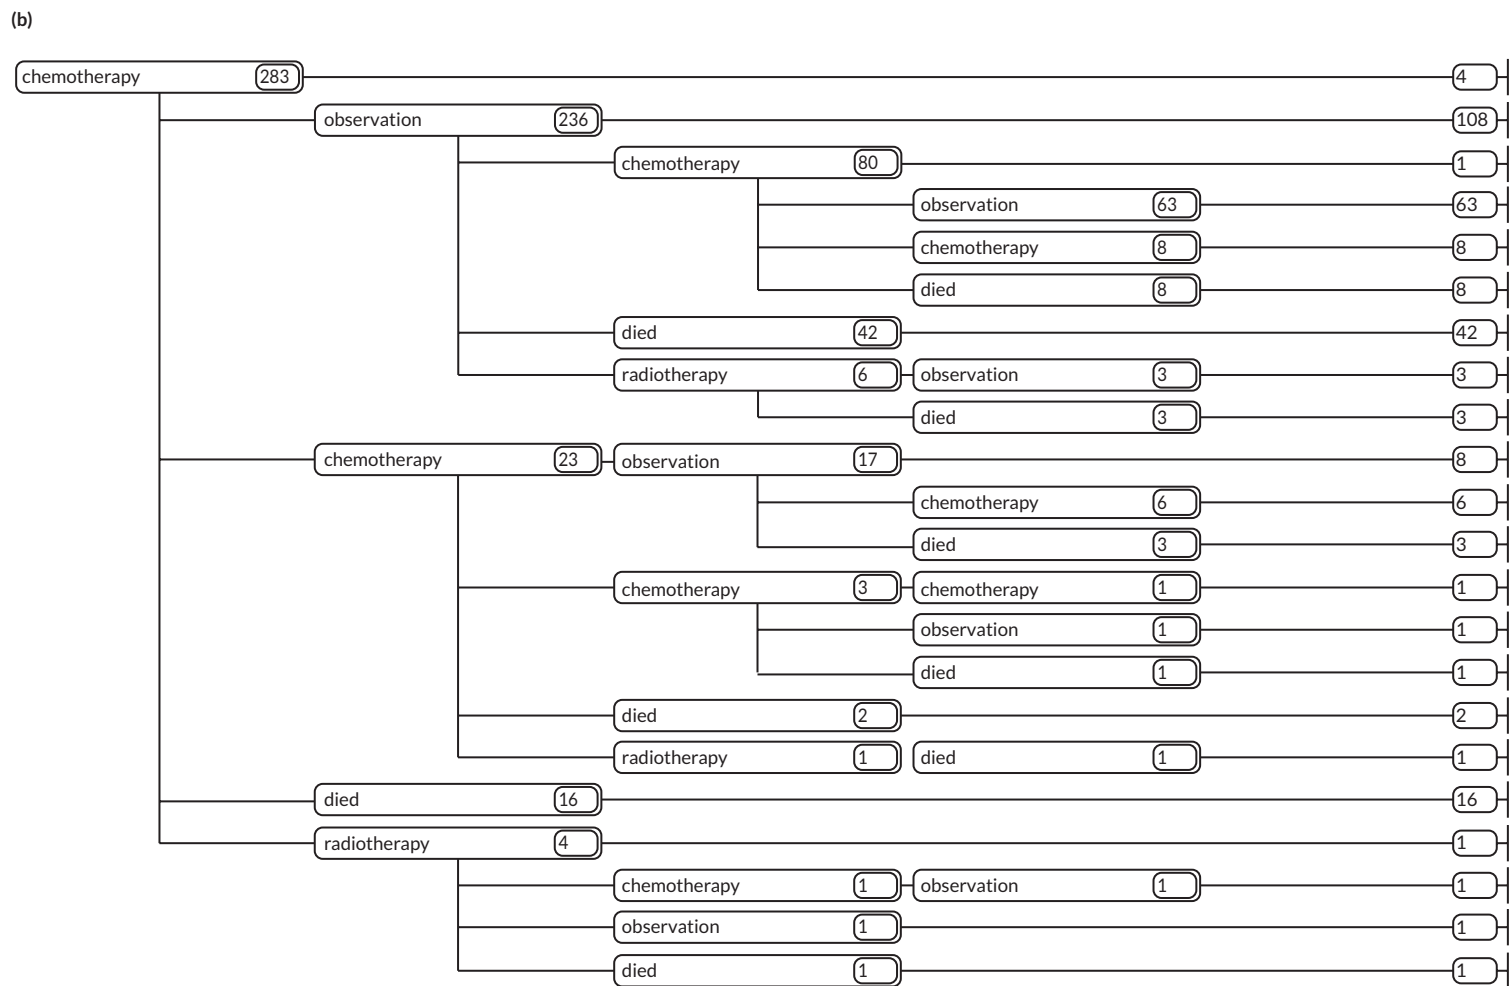 (b)
chemotherapy 283 4
observation 236 108
chemotherapy 80 1
observation 63 63
chemotherapy 8 8
died 8 8
died 42 42
radiotherapy 6 observation 3 3
died 3 3
chemotherapy 23 observation 17 8
chemotherapy 6 6
died 3 3
chemotherapy 3 chemotherapy 1 1
observation 1 1
died 1 1
died 2 2
radiotherapy 1 died 1 1
died 16 16
radiotherapy 4 1
chemotherapy 1 observation 1 1
observation 1 1
died 1 1